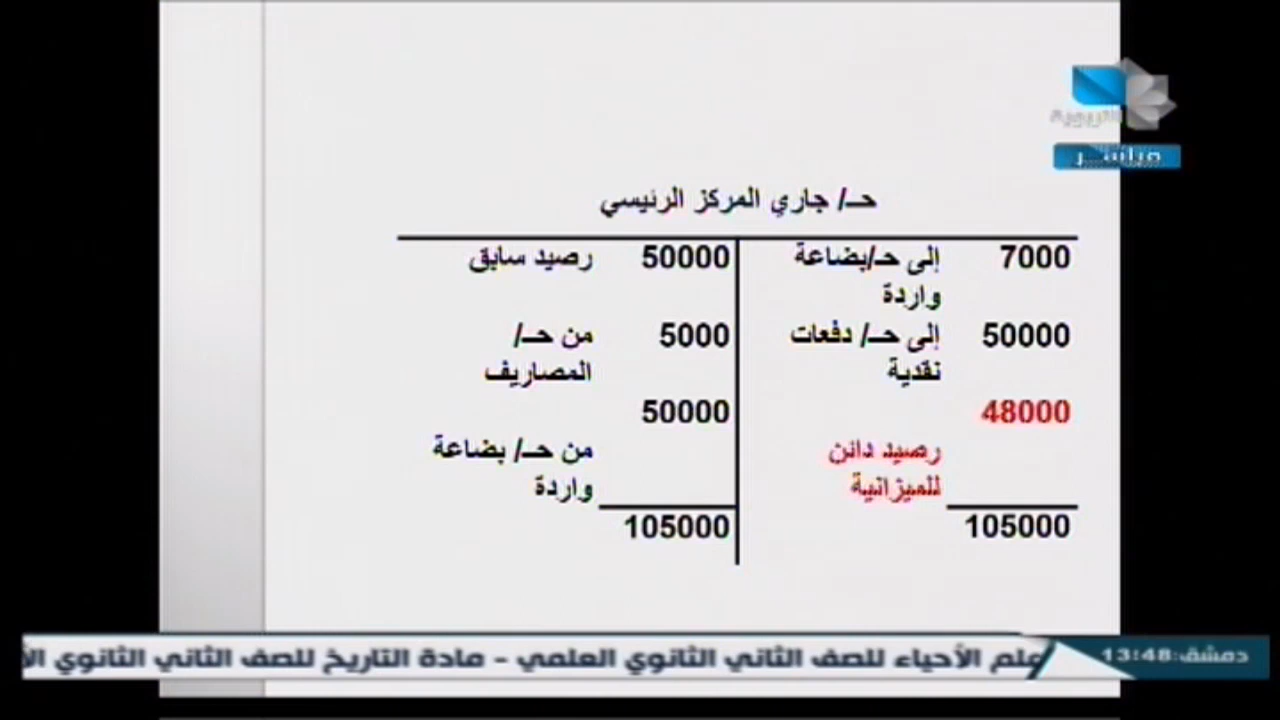 التربوية
مباشر
حـ/ جاري المركز الرئيسي
7000 إلى حـ/بضاعة 50000 رصيد سابق
واردة
50000 إلى حـ/ دفعات 5000 من حـ/
نقدية المصاريف
48000 50000
رصيد دائن من حـ/ بضاعة
للميزانية واردة
105000 105000
دمشق:13:48 علم الأحياء للصف الثاني الثانوي العلمي - مادة التاريخ للصف الثاني الثانوي